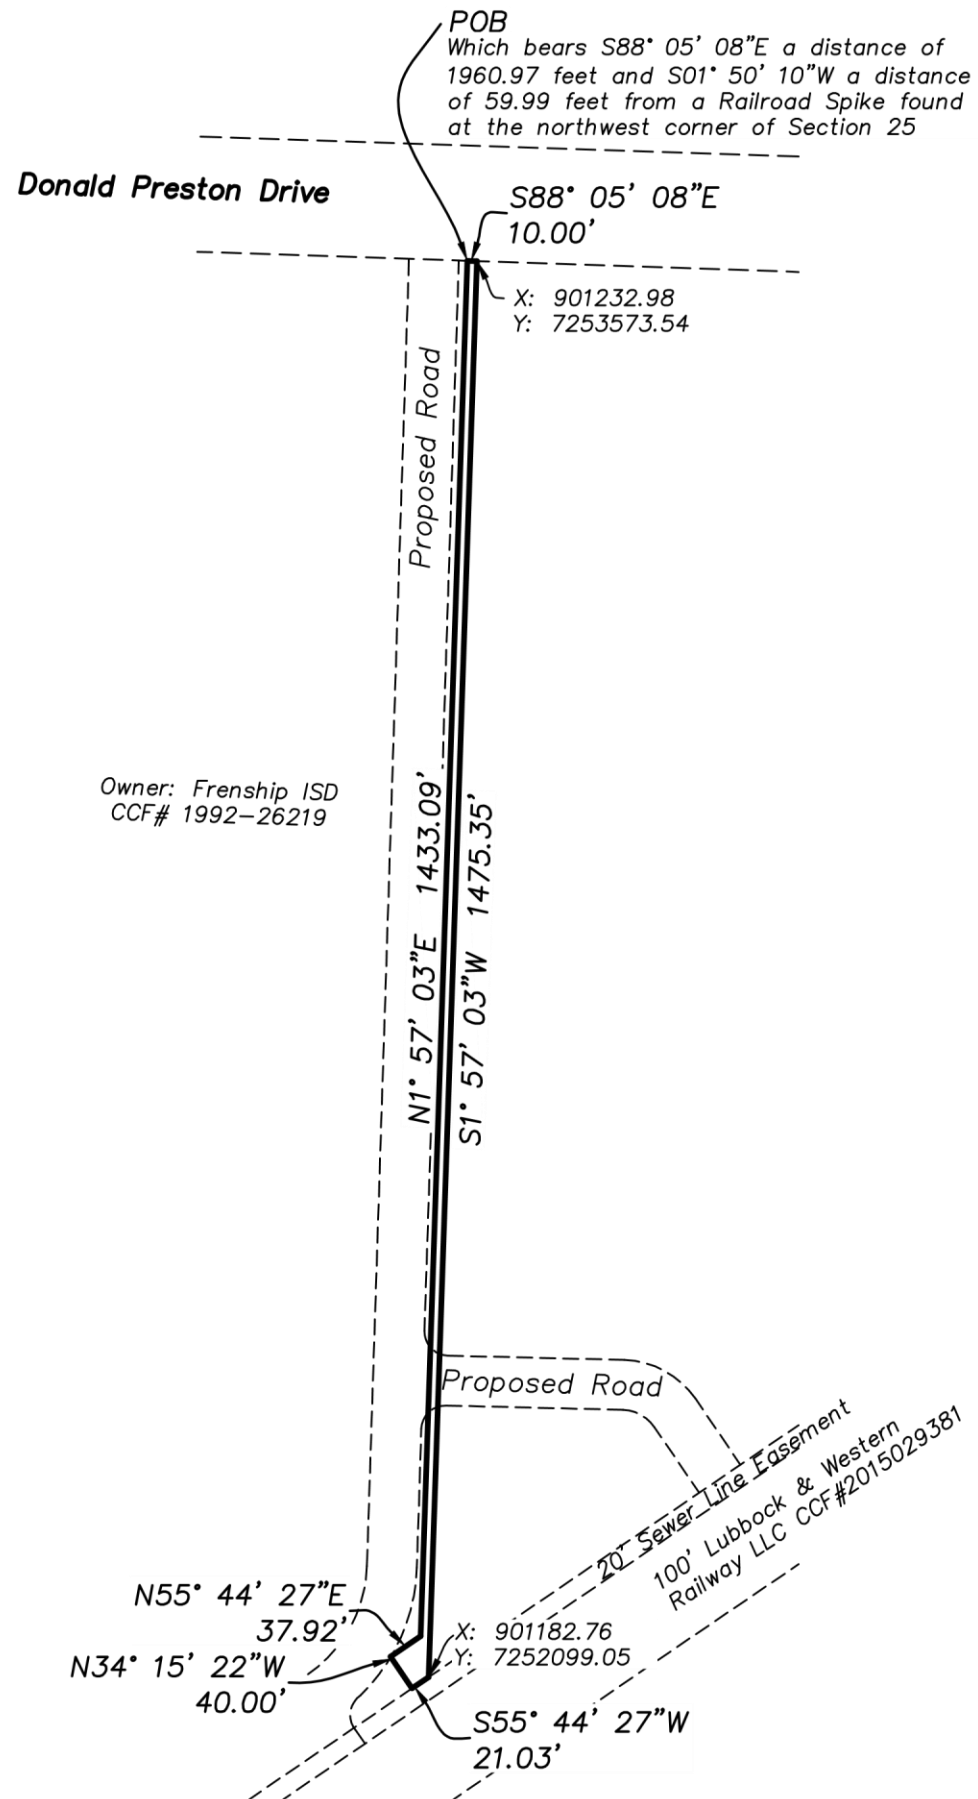 POB
Which bears S88° 05' 08"E a distance of
1960.97 feet and S01° 50' 10"W a distance
of 59.99 feet from a Railroad Spike found
at the northwest corner of Section 25
Donald Preston Drive
S88° 05' 08"E
10.00'
X: 901232.98
Y: 7253573.54
Proposed Road
Owner: Frenship ISD
CCF# 1992-26219
N1° 57' 03"E 1433.09'
S1° 57' 03"W 1475.35'
Proposed Road
20' Sewer Line Easement
100' Lubbock & Western
Railway LLC CCF#2015029381
N55° 44' 27"E
37.92'
N34° 15' 22"W
40.00'
X: 901182.76
Y: 7252099.05
S55° 44' 27"W
21.03'